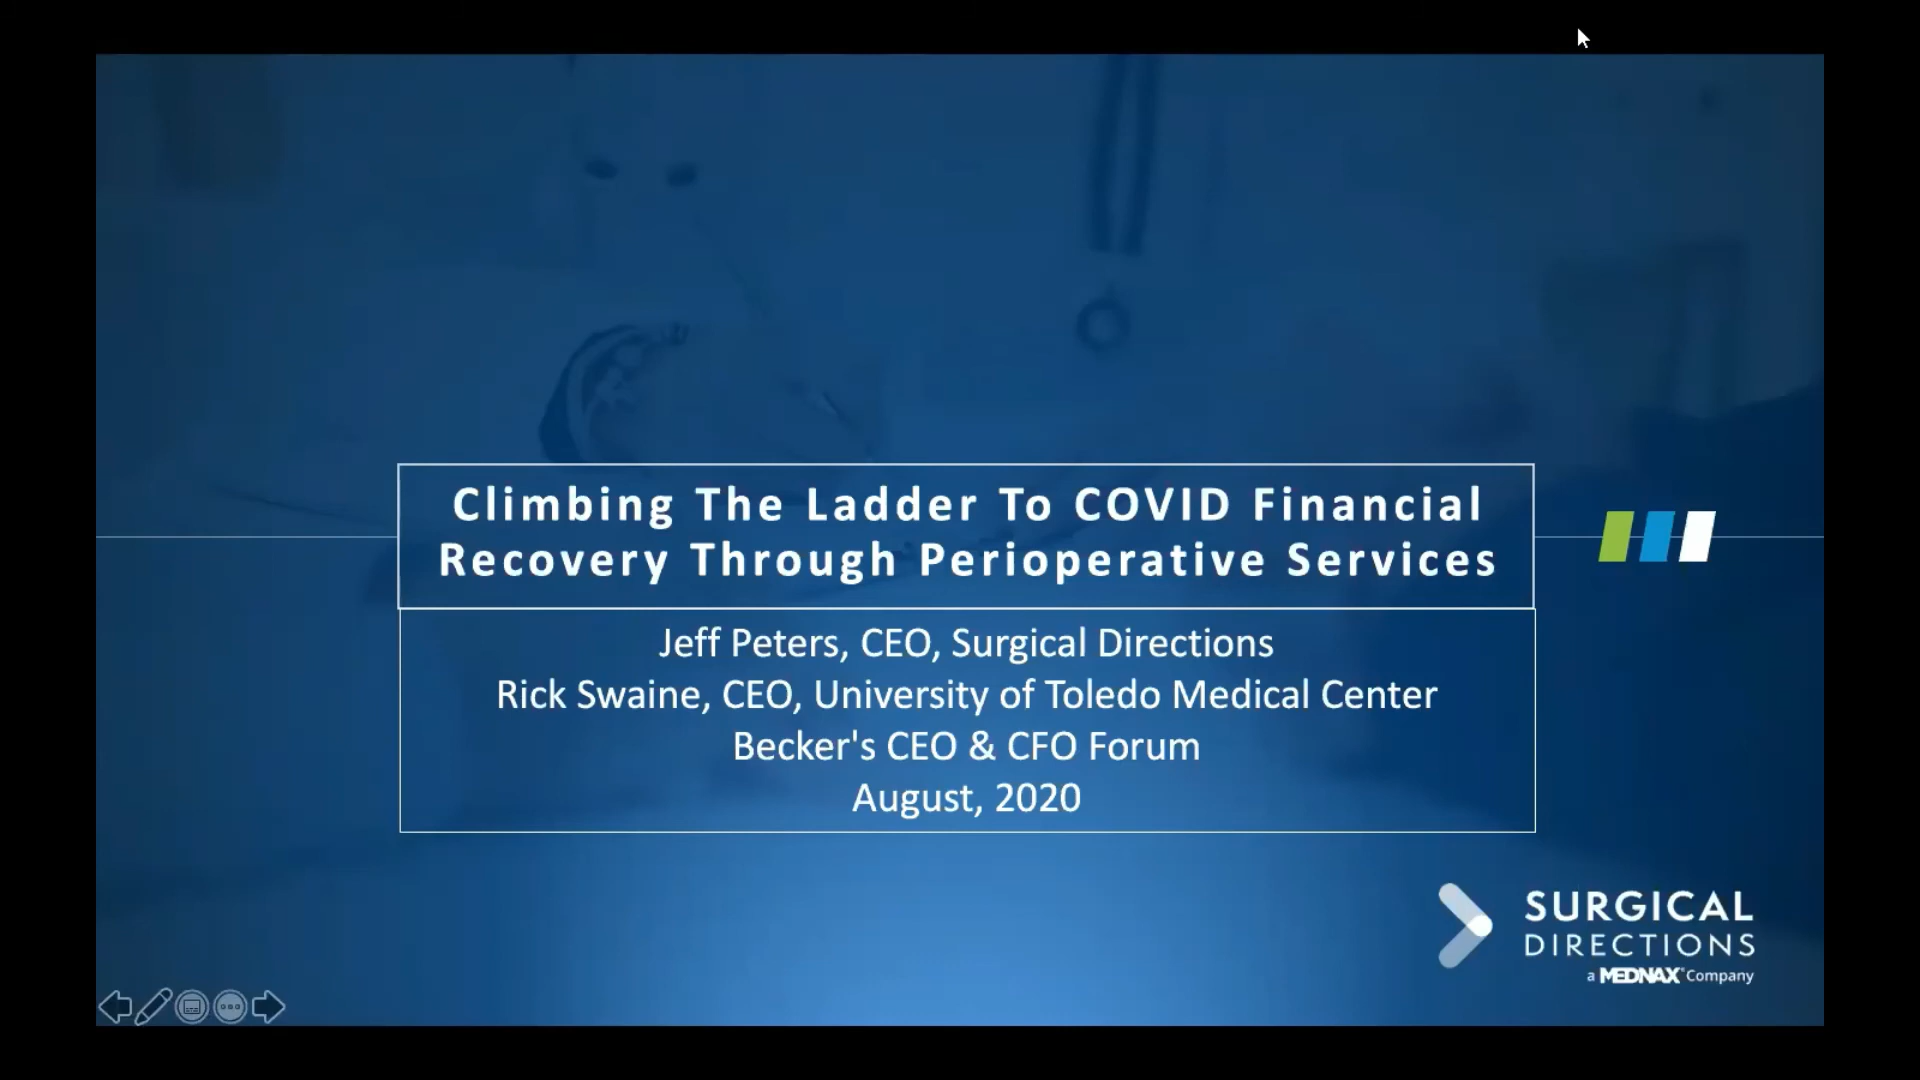 Climbing The Ladder To COVID Financial
Recovery Through Perioperative Services
Jeff Peters, CEO, Surgical Directions
Rick Swaine, CEO, University of Toledo Medical Center
Becker's CEO & CFO Forum
August, 2020
SURGICAL
DIRECTIONS
a MEDNAX® Company